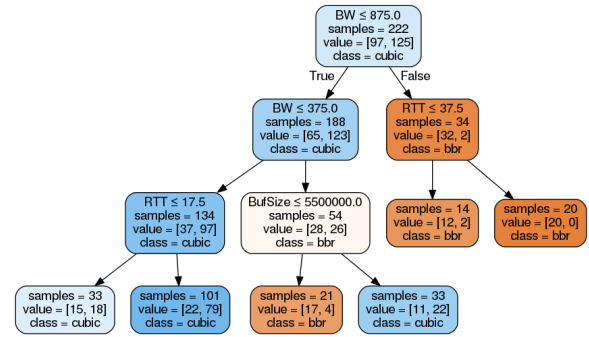 BW ≤ 875.0
samples = 222
value = [97, 125]
class = cubic
True
False
BW ≤ 375.0
samples = 188
value = [65, 123]
class = cubic
RTT ≤ 37.5
samples = 34
value = [32, 2]
class = bbr
RTT ≤ 17.5
samples = 134
value = [37, 97]
class = cubic
BufSize ≤ 5500000.0
samples = 54
value = [28, 26]
class = bbr
samples = 14
value = [12, 2]
class = bbr
samples = 20
value = [20, 0]
class = bbr
samples = 33
value = [15, 18]
class = cubic
samples = 101
value = [22, 79]
class = cubic
samples = 21
value = [17, 4]
class = bbr
samples = 33
value = [11, 22]
class = cubic